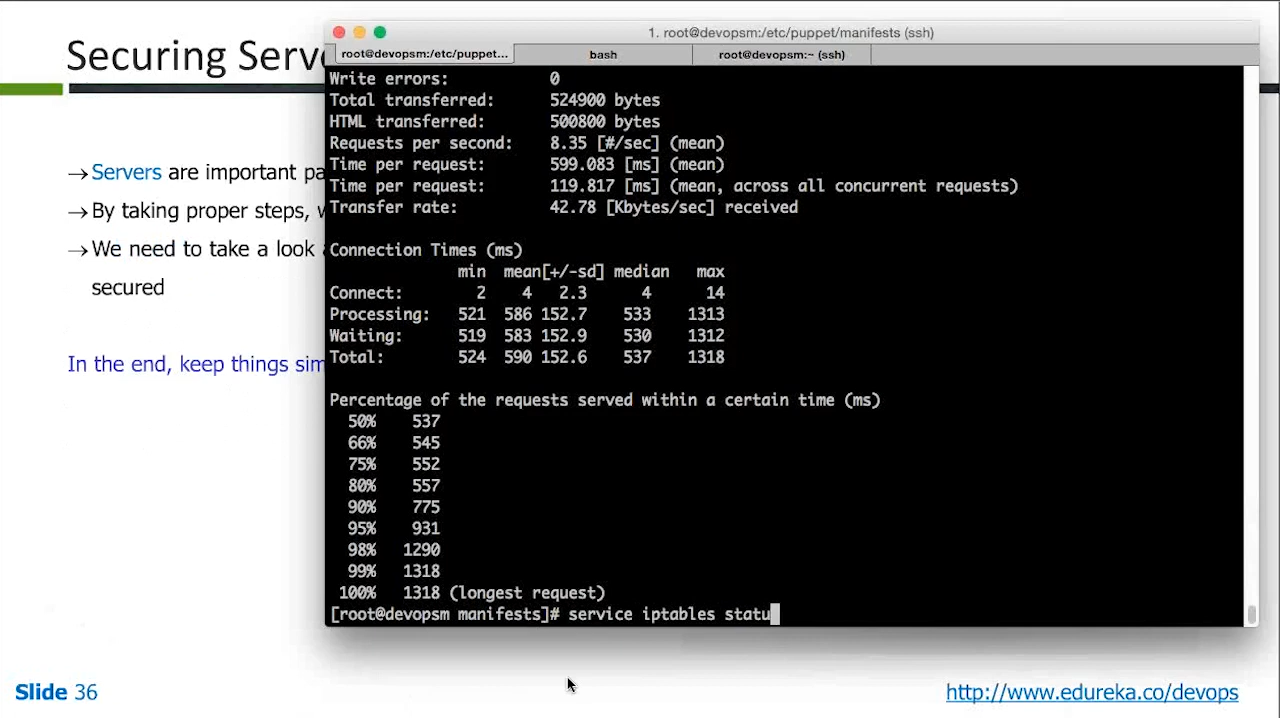 Securing Serv
→Servers are important pa
→By taking proper steps, w
→We need to take a look a
secured
In the end, keep things sim
1. root@devopsm:/etc/puppet/manifests (ssh)
root@devopsm:/etc/puppet... bash root@devopsm:~ (ssh)
Write errors: 0
Total transferred: 524900 bytes
HTML transferred: 500800 bytes
Requests per second: 8.35 [#/sec] (mean)
Time per request: 599.083 [ms] (mean)
Time per request: 119.817 [ms] (mean, across all concurrent requests)
Transfer rate: 42.78 [Kbytes/sec] received
Connection Times (ms)
min mean[+/-sd] median max
Connect: 2 4 2.3 4 14
Processing: 521 586 152.7 533 1313
Waiting: 519 583 152.9 530 1312
Total: 524 590 152.6 537 1318
Percentage of the requests served within a certain time (ms)
50% 537
66% 545
75% 552
80% 557
90% 775
95% 931
98% 1290
99% 1318
100% 1318 (longest request)
[root@devopsm manifests]# service iptables statu
Slide 36
http://www.edureka.co/devops